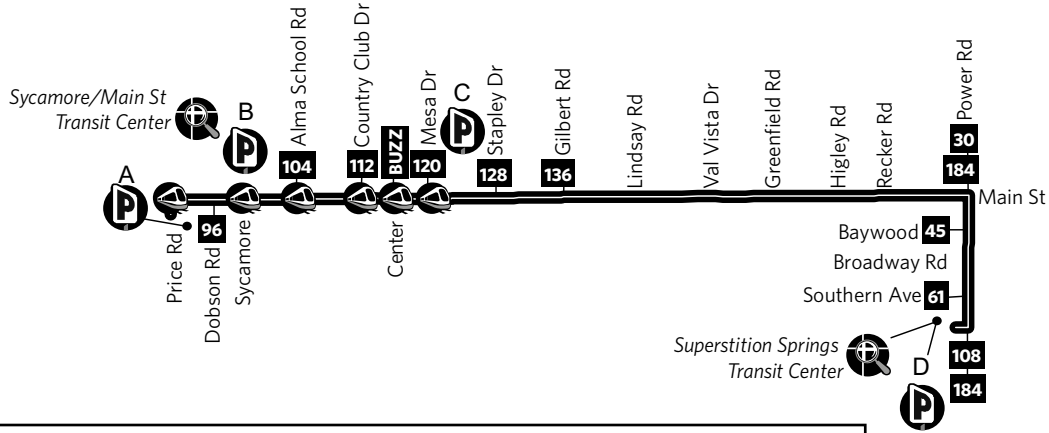 Sycamore/Main St
Transit Center
A
P
B
P
C
P
Alma School Rd
104
Country Club Dr
112
BUZZ
Mesa Dr
120
Stapley Dr
128
Gilbert Rd
136
Lindsay Rd
Val Vista Dr
Greenfield Rd
Higley Rd
Recker Rd
Power Rd
30
184
Main St
Price Rd
96
Dobson Rd
Sycamore
Center
Baywood 45
Broadway Rd
Southern Ave 61
Superstition Springs
Transit Center
D
P
108
184